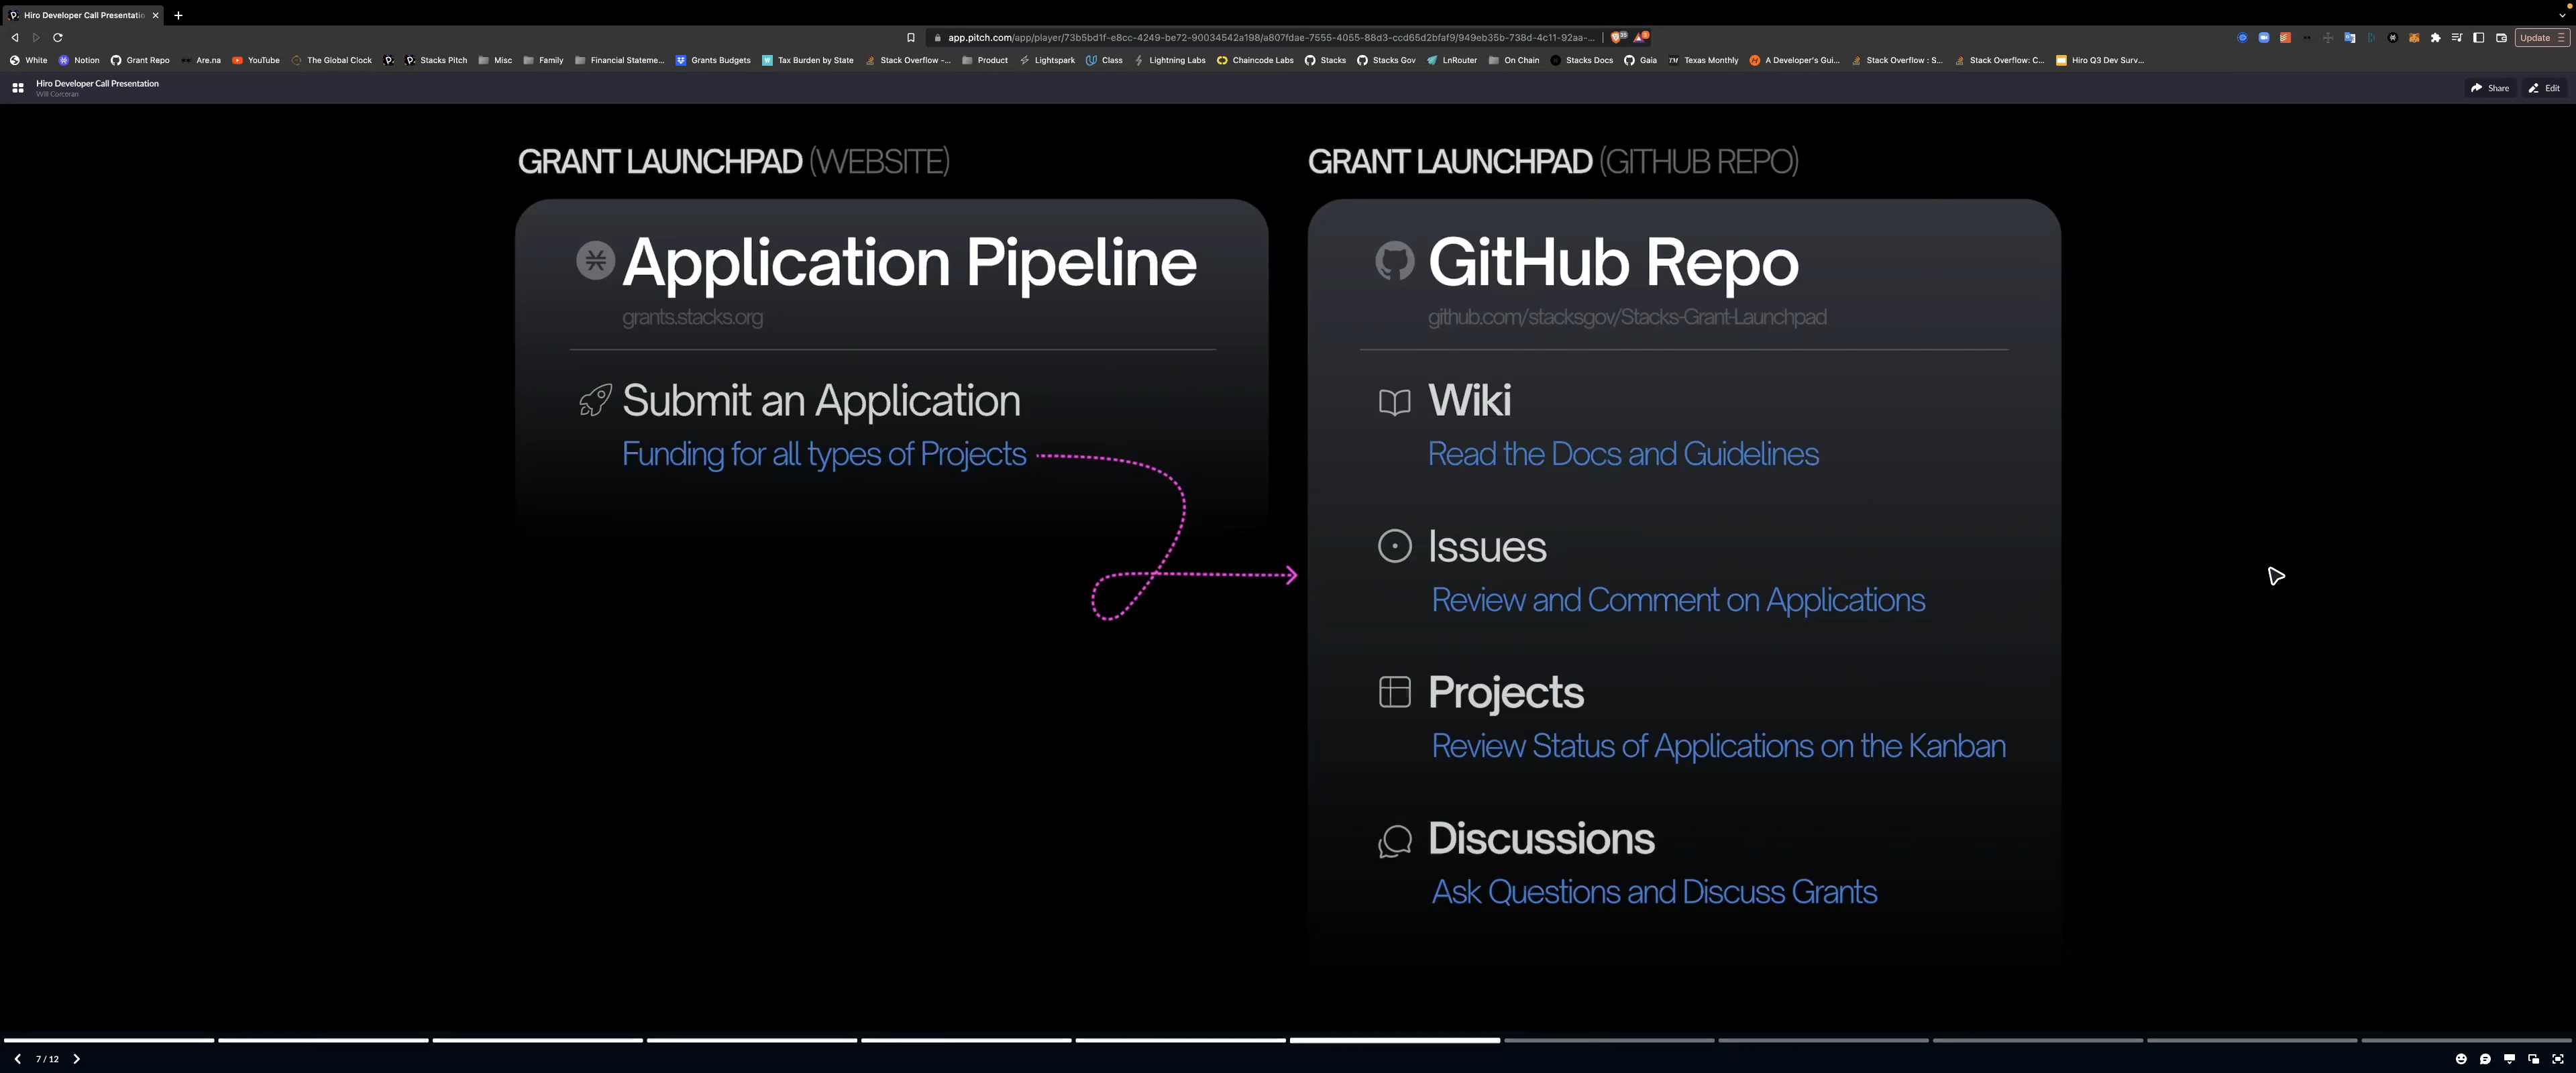 Hiro Developer Call Presentatio
app.pitch.com/app/player/73b5bd1f-e8cc-4249-be72-90034542a198/a807fdae-7555-4055-88d3-ccd65d2bfaf9/949eb35b-738d-4c11-92aa-...
Update
White
Notion
Grant Repo
Are.na
YouTube
The Global Clock
Stacks Pitch
Misc
Family
Financial Stateme...
Grants Budgets
Tax Burden by State
Stack Overflow -...
Product
Lightspark
Class
Lightning Labs
Chaincode Labs
Stacks
Stacks Gov
LnRouter
On Chain
Stacks Docs
Gaia
Texas Monthly
A Developer's Gui...
Stack Overflow : S...
Stack Overflow: C...
Hiro Q3 Dev Surv...
Hiro Developer Call Presentation
Will Corcoran
Share
Edit
GRANT LAUNCHPAD (WEBSITE)
Application Pipeline
grants.stacks.org
Submit an Application
Funding for all types of Projects
GRANT LAUNCHPAD (GITHUB REPO)
GitHub Repo
github.com/stacksgov/Stacks-Grant-Launchpad
Wiki
Read the Docs and Guidelines
Issues
Review and Comment on Applications
Projects
Review Status of Applications on the Kanban
Discussions
Ask Questions and Discuss Grants
7 / 12